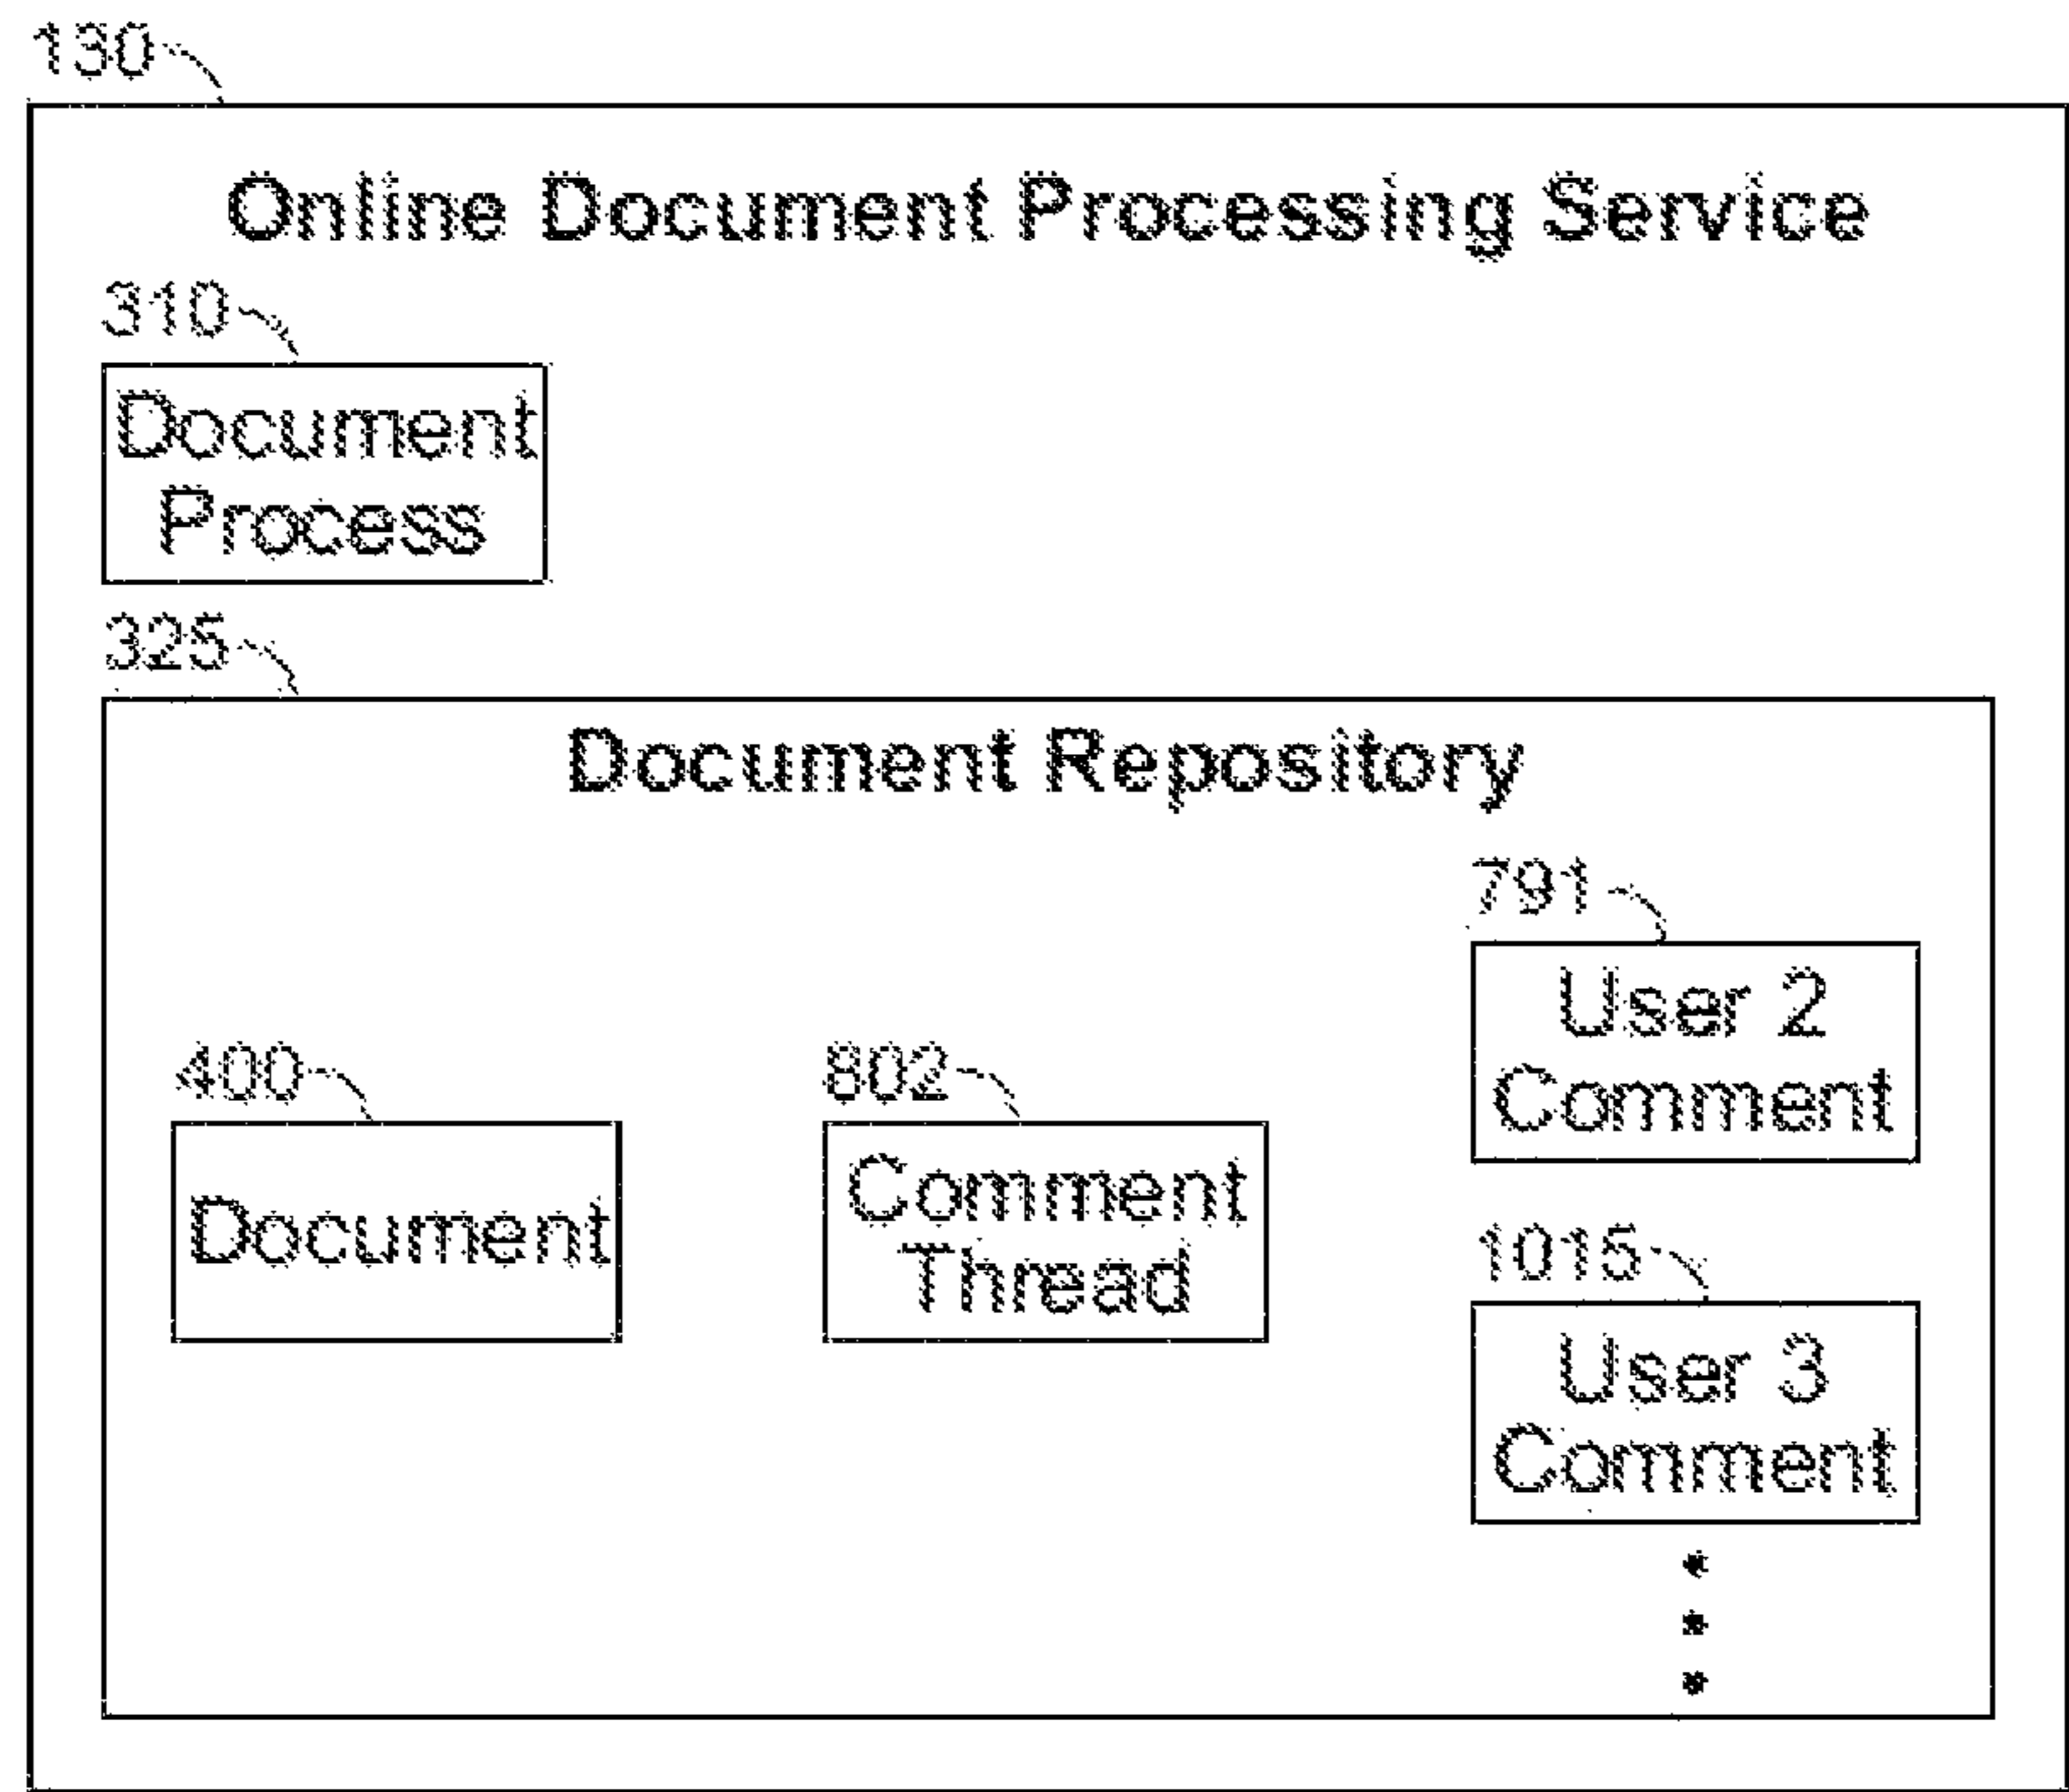 130
Online Document Processing Service
310
Document
Process
325
Document Repository
791
User 2
Comment
400
Document
802
Comment
Thread
1015
User 3
Comment